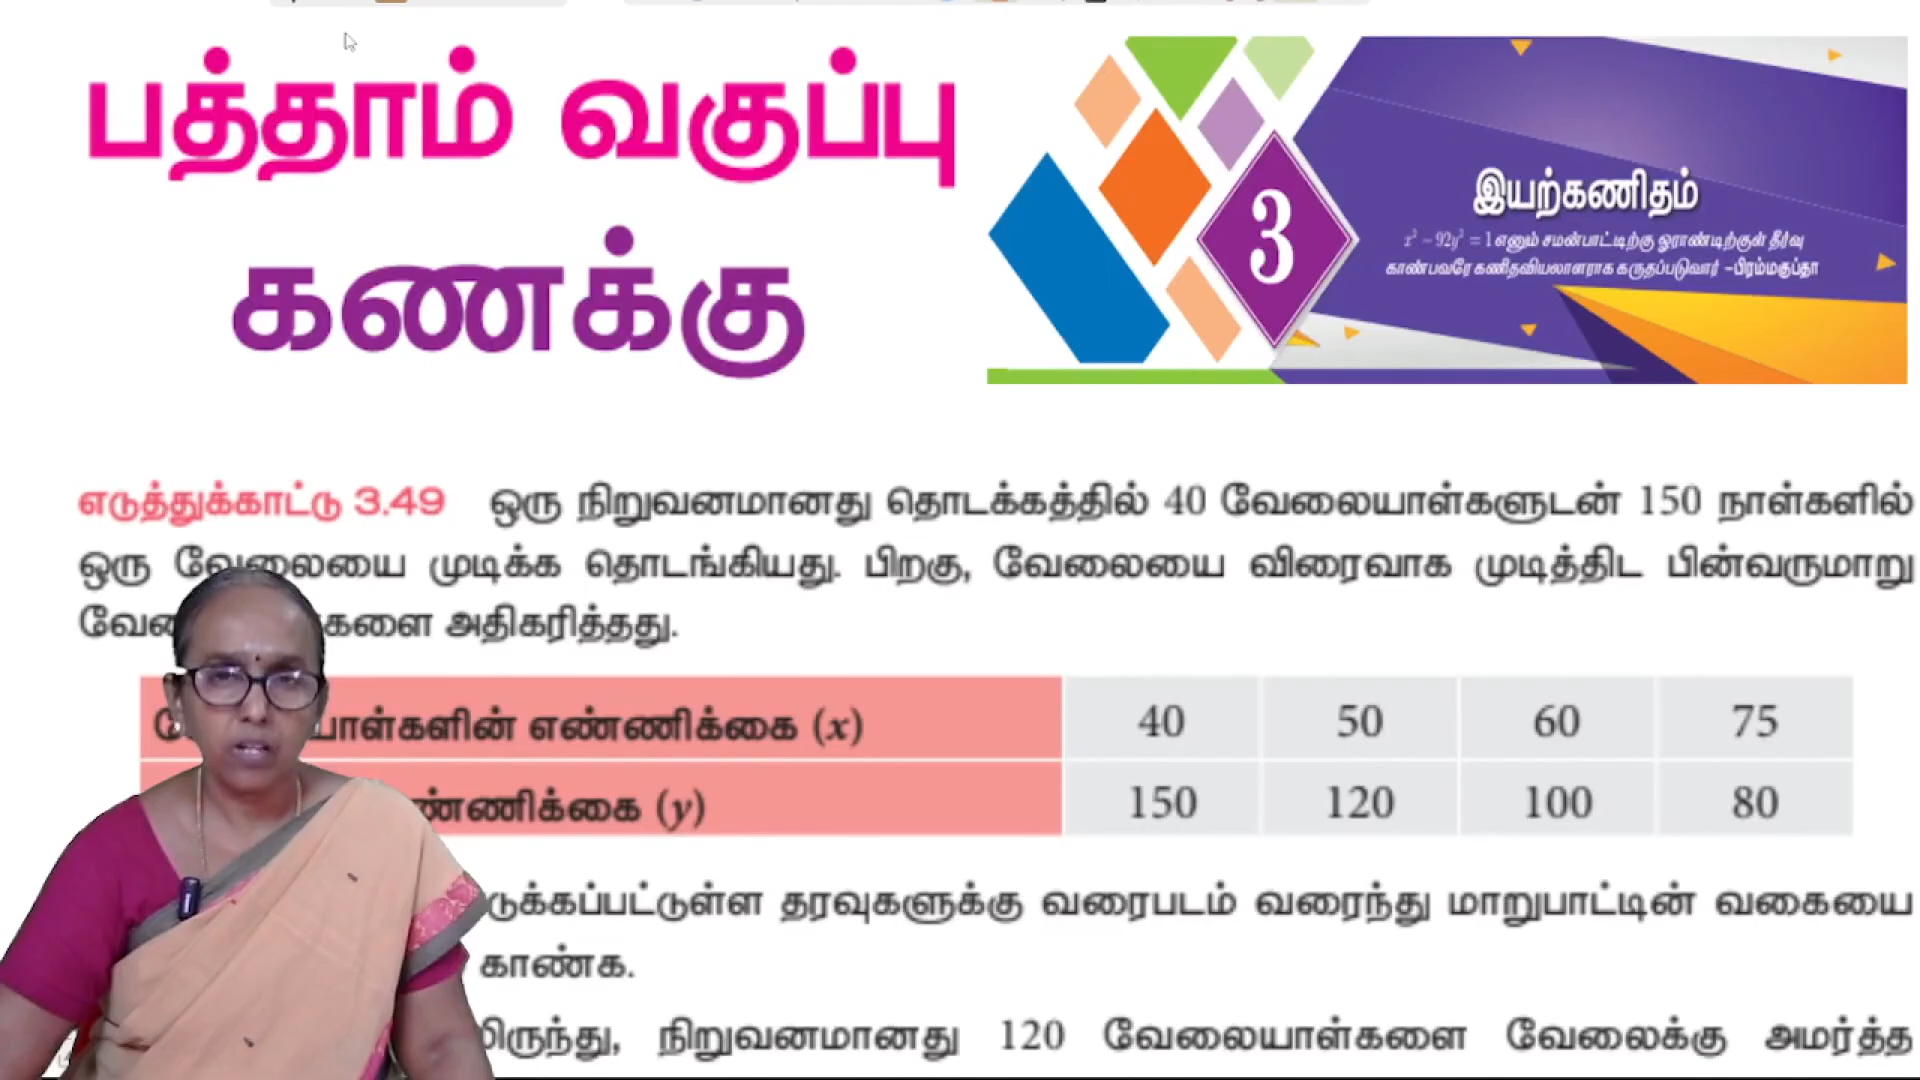 பத்தாம் வகுப்பு
கணக்கு
3
இயற்கணிதம்
x² – 92y² = 1 எனும் சமன்பாட்டிற்கு ஓராண்டிற்குள் தீர்வு
காண்பவரே கணிதவியலாளராக கருதப்படுவார் –பிரம்மகுப்தா
எடுத்துக்காட்டு 3.49 ஒரு நிறுவனமானது தொடக்கத்தில் 40 வேலையாள்களுடன் 150 நாள்களில்
ஒரு வேலையை முடிக்க தொடங்கியது. பிறகு, வேலையை விரைவாக முடித்திட பின்வருமாறு
களை அதிகரித்தது.
யாள்களின் எண்ணிக்கை (x) 40 50 60 75
ண்ணிக்கை (y) 150 120 100 80
டுக்கப்பட்டுள்ள தரவுகளுக்கு வரைபடம் வரைந்து மாறுபாட்டின் வகையை
காண்க.
லிருந்து, நிறுவனமானது 120 வேலையாள்களை வேலைக்கு அமர்த்த